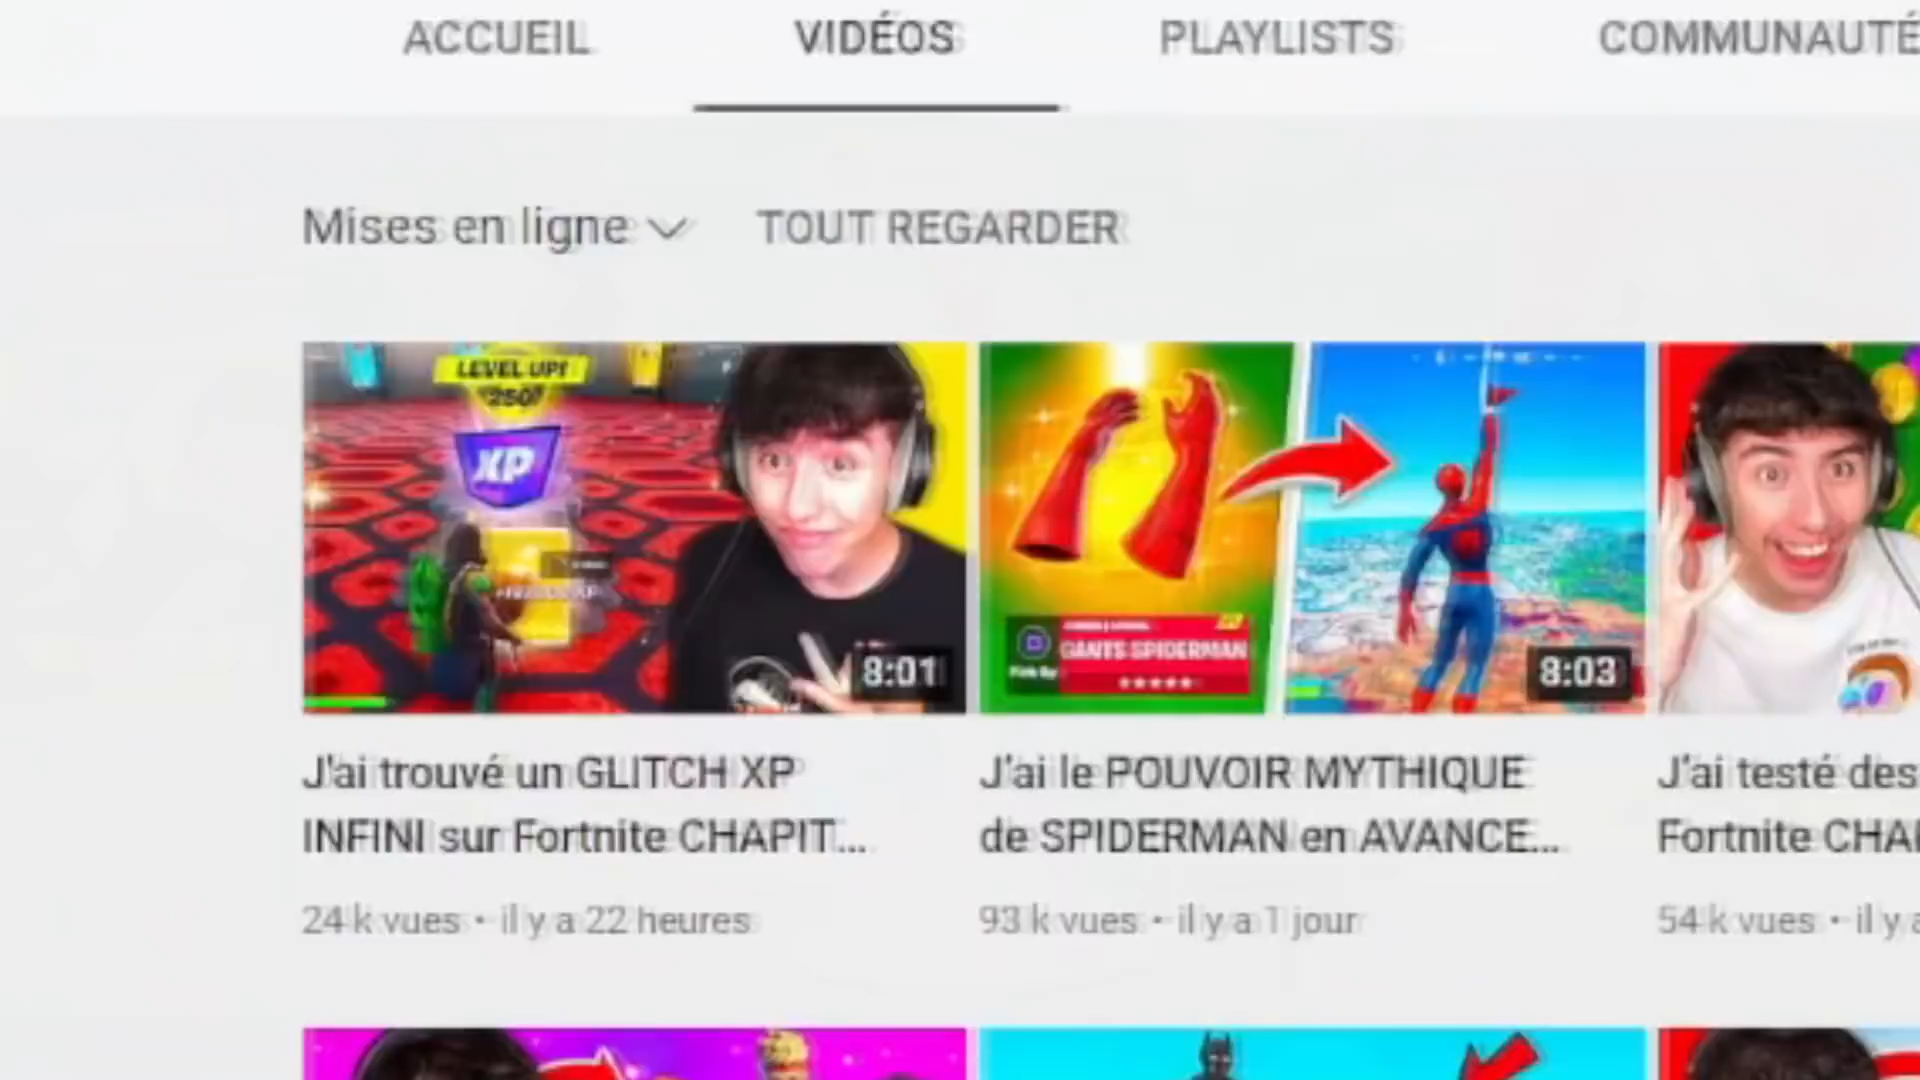 ACCUEIL
VIDÉOS
PLAYLISTS
COMMUNAUTÉ
Mises en ligne
TOUT REGARDER
LEVEL UP!
250
XP
8:01
GANTS SPIDERMAN
8:03
J'ai trouvé un GLITCH XP
INFINI sur Fortnite CHAPIT...
24 k vues • il y a 22 heures
J'ai le POUVOIR MYTHIQUE
de SPIDERMAN en AVANCE...
93 k vues • il y a 1 jour
J'ai testé des
Fortnite CHA
54 k vues • il y a